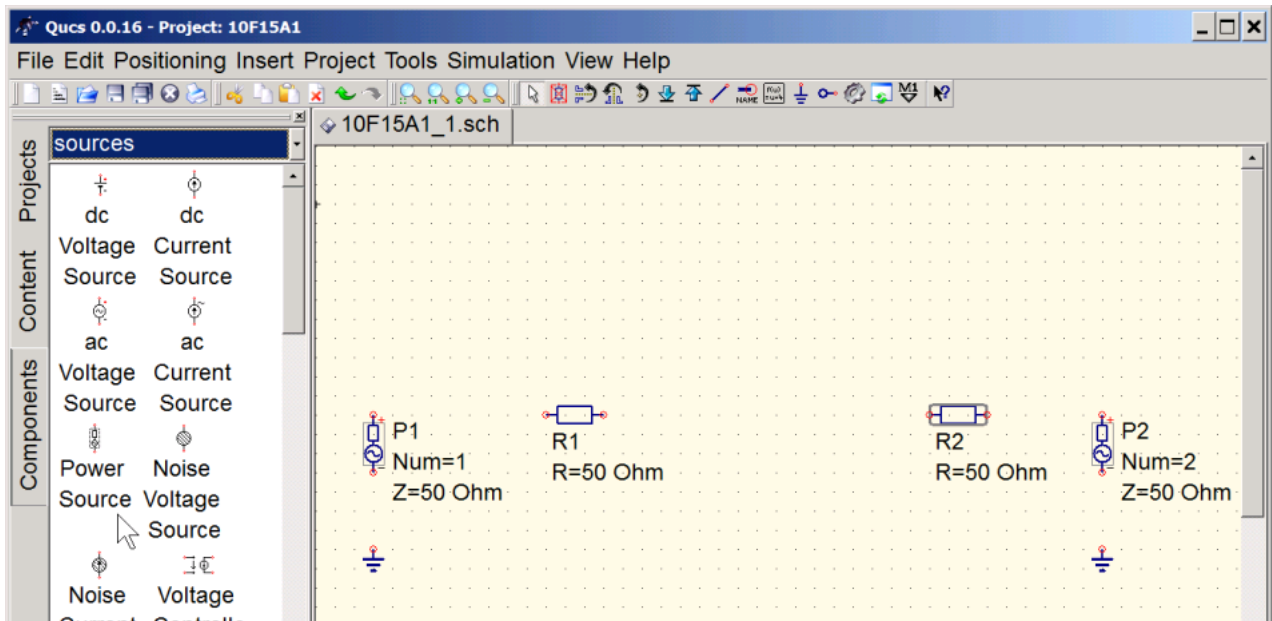 Qucs 0.0.16 - Project: 10F15A1
File Edit Positioning Insert Project Tools Simulation View Help
NAME
M1
10F15A1_1.sch
Projects
Content
Components
sources
dc dc
Voltage Current
Source Source
ac ac
Voltage Current
Source Source
Power Noise
Source Voltage
Source
Noise Voltage
P1
Num=1
Z=50 Ohm
R1
R=50 Ohm
R2
R=50 Ohm
P2
Num=2
Z=50 Ohm